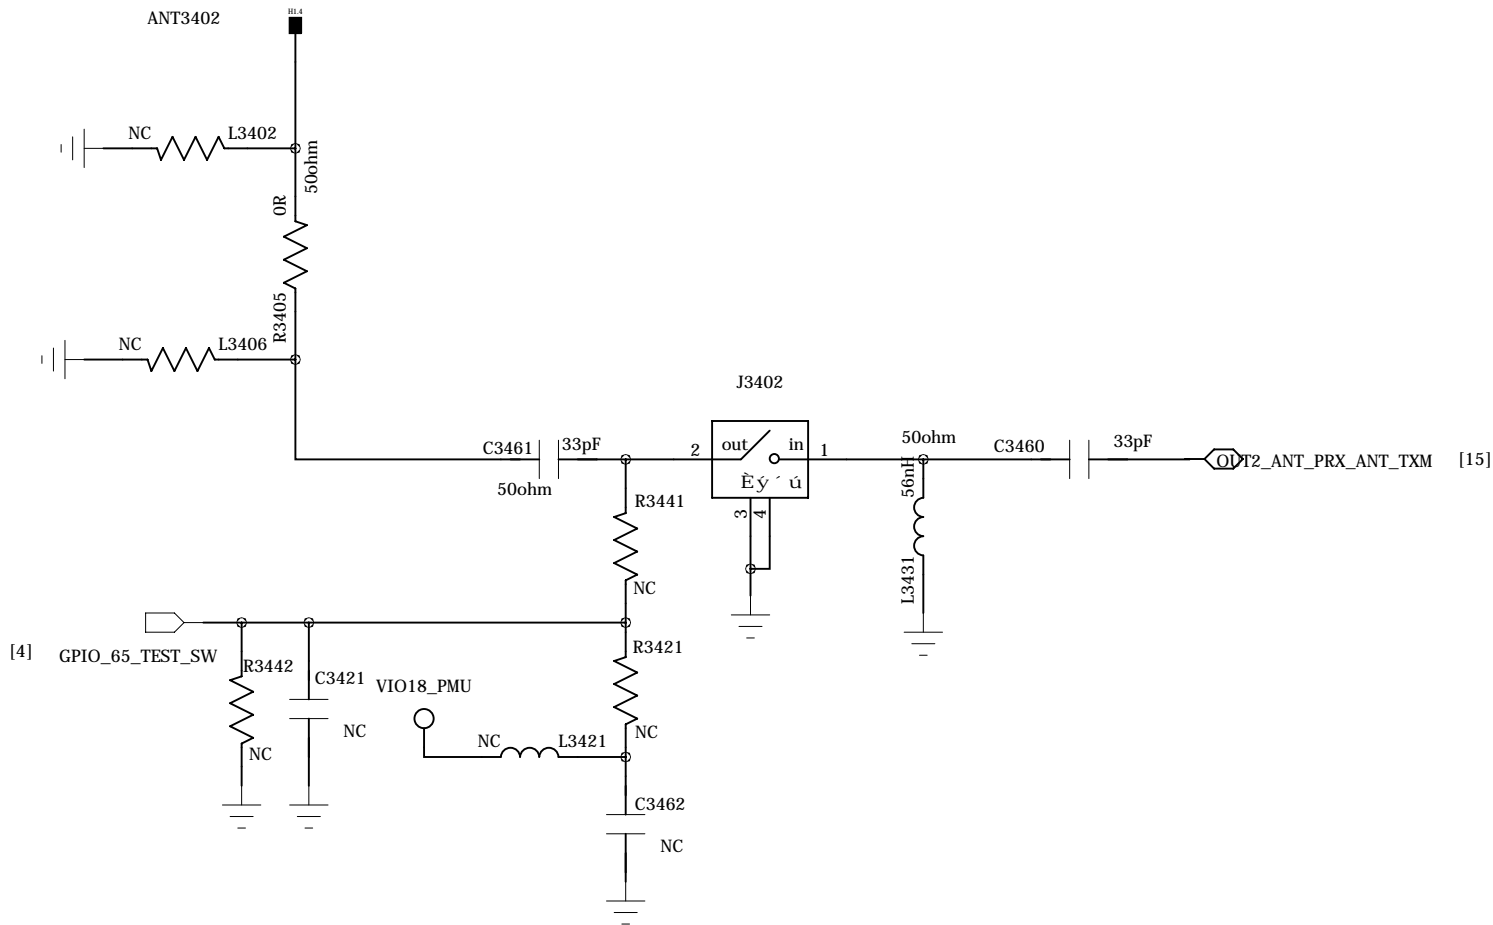 ANT3402
H1.4
NC
L3402
50ohm
0R
R3405
NC
L3406
J3402
C3461
33pF
50ohm
2
out
in
1
Èý´ú
3
4
50ohm
56nH
L3431
C3460
33pF
OUT2_ANT_PRX_ANT_TXM
[15]
R3441
NC
[4]
GPIO_65_TEST_SW
R3442
NC
C3421
NC
VIO18_PMU
NC
L3421
R3421
NC
C3462
NC